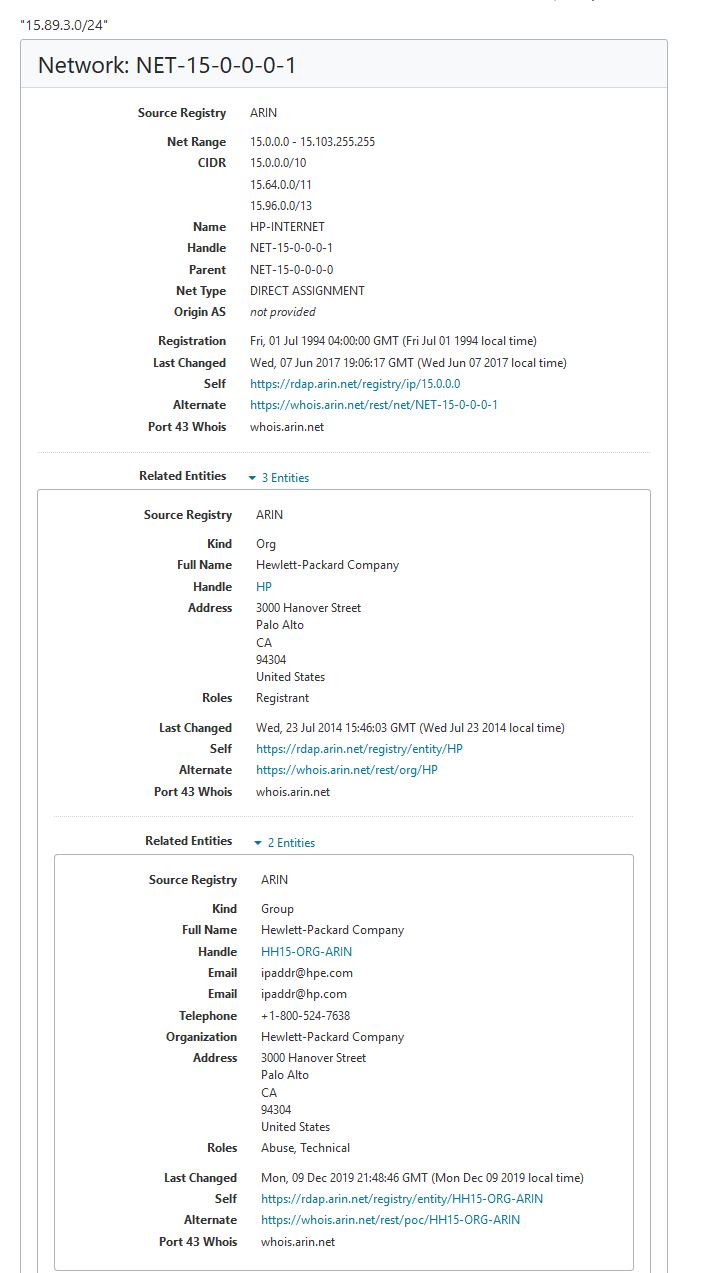 "15.89.3.0/24"
Network: NET-15-0-0-0-1
Source Registry ARIN
Net Range 15.0.0.0 - 15.103.255.255
CIDR 15.0.0.0/10
15.64.0.0/11
15.96.0.0/13
Name HP-INTERNET
Handle NET-15-0-0-0-1
Parent NET-15-0-0-0-0
Net Type DIRECT ASSIGNMENT
Origin AS not provided
Registration Fri, 01 Jul 1994 04:00:00 GMT (Fri Jul 01 1994 local time)
Last Changed Wed, 07 Jun 2017 19:06:17 GMT (Wed Jun 07 2017 local time)
Self https://rdap.arin.net/registry/ip/15.0.0.0
Alternate https://whois.arin.net/rest/net/NET-15-0-0-0-1
Port 43 Whois whois.arin.net
Related Entities 3 Entities
Source Registry ARIN
Kind Org
Full Name Hewlett-Packard Company
Handle HP
Address 3000 Hanover Street
Palo Alto
CA
94304
United States
Roles Registrant
Last Changed Wed, 23 Jul 2014 15:46:03 GMT (Wed Jul 23 2014 local time)
Self https://rdap.arin.net/registry/entity/HP
Alternate https://whois.arin.net/rest/org/HP
Port 43 Whois whois.arin.net
Related Entities 2 Entities
Source Registry ARIN
Kind Group
Full Name Hewlett-Packard Company
Handle HH15-ORG-ARIN
Email ipaddr@hpe.com
Email ipaddr@hp.com
Telephone +1-800-524-7638
Organization Hewlett-Packard Company
Address 3000 Hanover Street
Palo Alto
CA
94304
United States
Roles Abuse, Technical
Last Changed Mon, 09 Dec 2019 21:48:46 GMT (Mon Dec 09 2019 local time)
Self https://rdap.arin.net/registry/entity/HH15-ORG-ARIN
Alternate https://whois.arin.net/rest/poc/HH15-ORG-ARIN
Port 43 Whois whois.arin.net